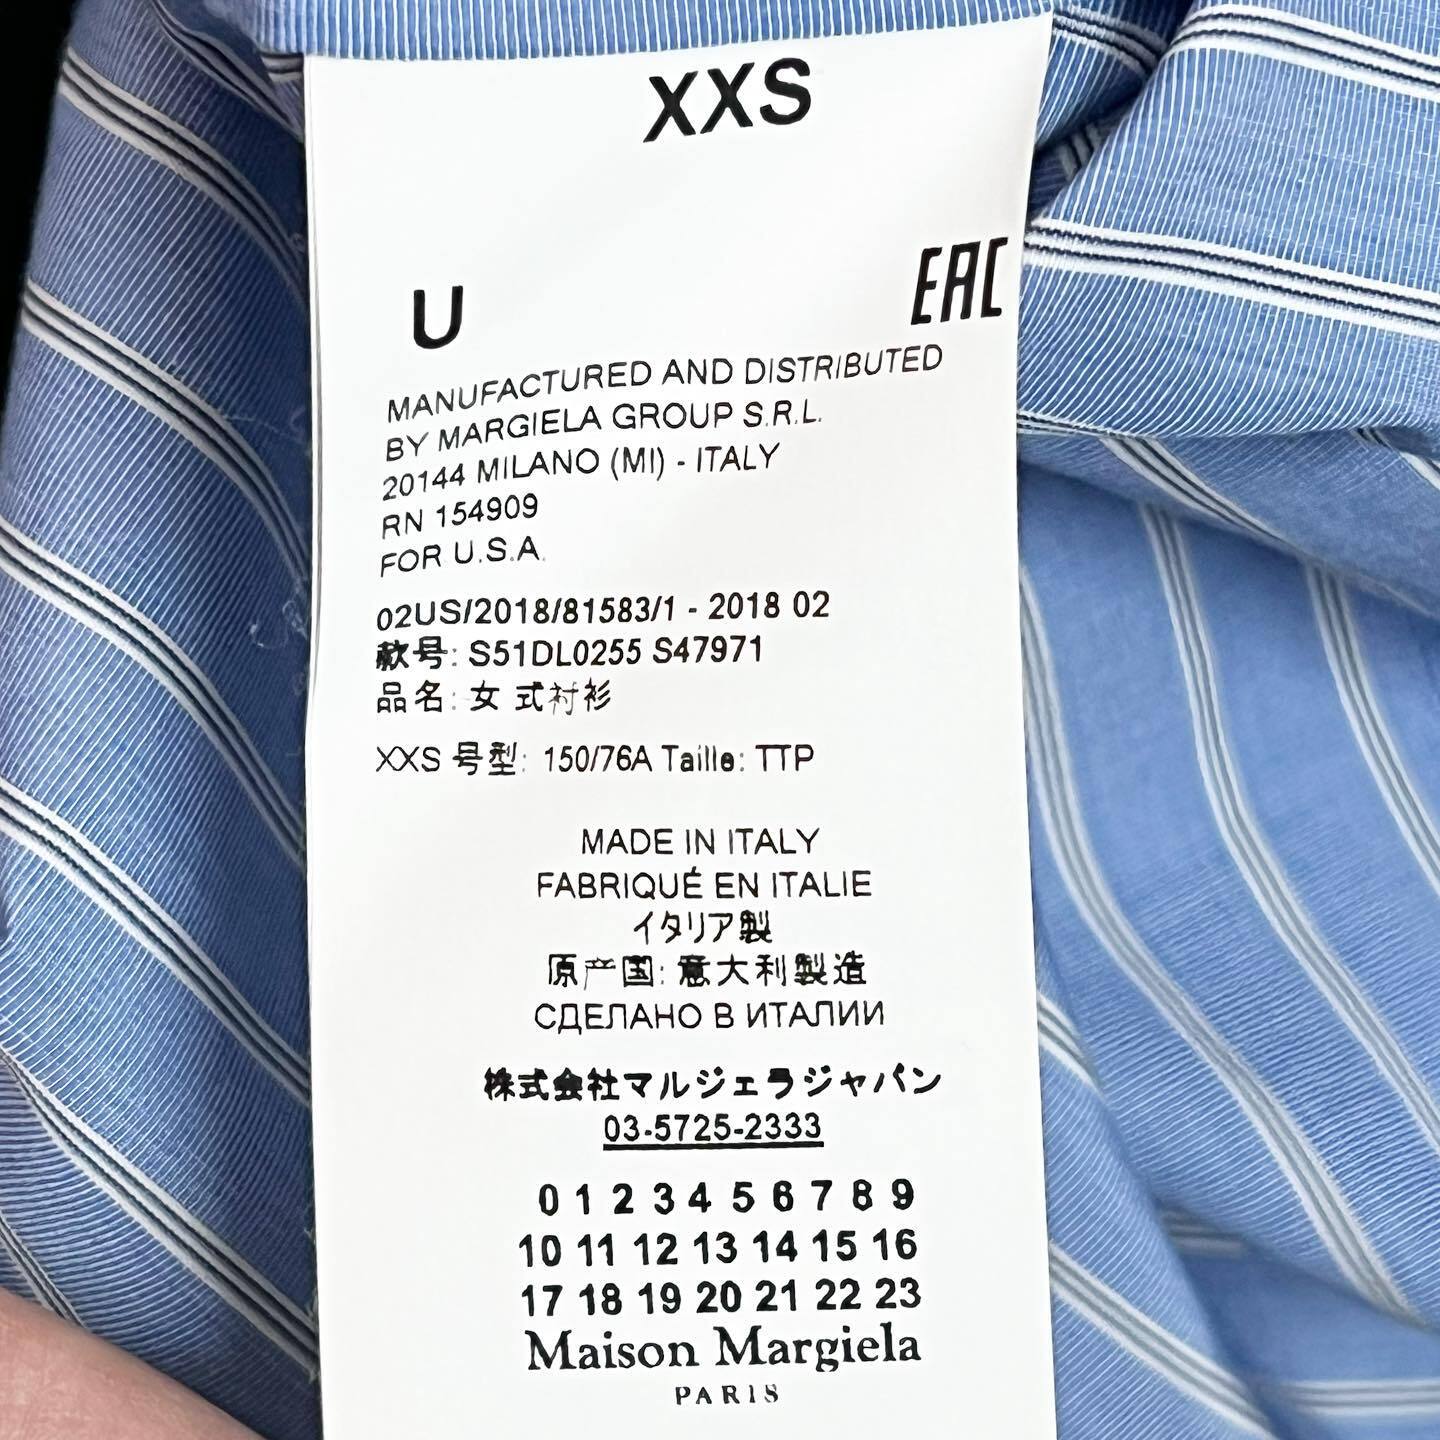 XXS
EAC
U
MANUFACTURED AND DISTRIBUTED
BY MARGIELA GROUP S.R.L.
20144 MILANO (MI) - ITALY
RN 154909
FOR U.S.A.
02US/2018/81583/1 - 2018 02
款号: S51DL0255 S47971
品名: 女 式衬衫
XXS 号型: 150/76A Taille: TTP
MADE IN ITALY
FABRIQUÉ EN ITALIE
イタリア製
原产国: 意大利製造
СДЕЛАНО В ИТАЛИИ
株式会社マルジェラジャパン
03-5725-2333
0 1 2 3 4 5 6 7 8 9
10 11 12 13 14 15 16
17 18 19 20 21 22 23
Maison Margiela
PARIS